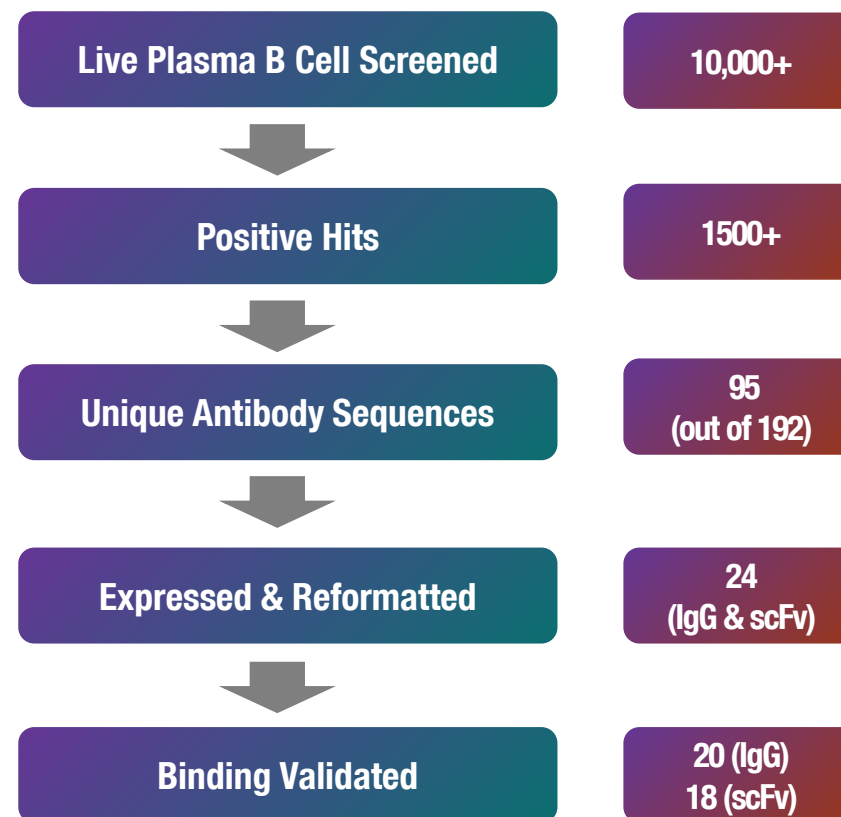 Live Plasma B Cell Screened
10,000+
Positive Hits
1500+
Unique Antibody Sequences
95
(out of 192)
Expressed & Reformatted
24
(IgG & scFv)
Binding Validated
20 (IgG)
18 (scFv)